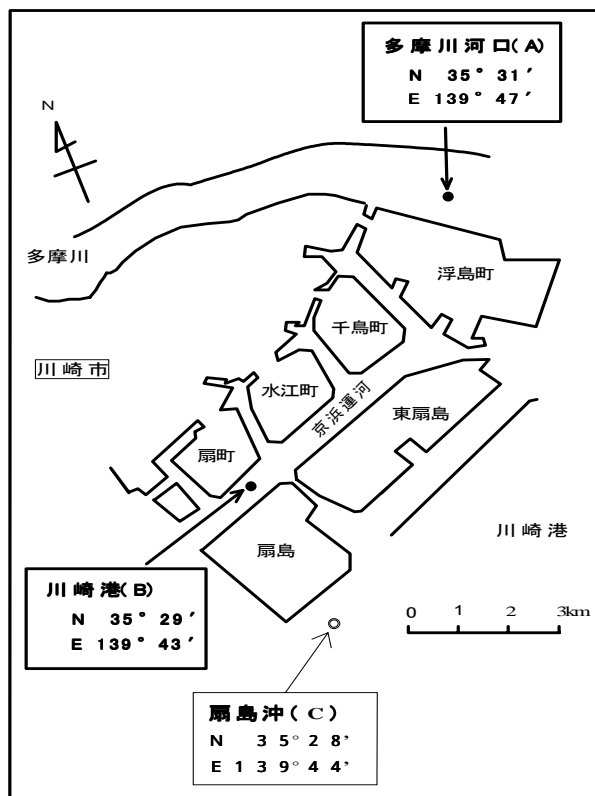 多摩川河口(A)
N 35° 31′
E 139° 47′
N
多摩川
浮島町
千鳥町
川崎市
水江町
京浜運河
東扇島
扇町
川崎港
扇島
川崎港(B)
N 35° 29′
E 139° 43′
0 1 2 3km
扇島沖(C)
N 35°28'
E139°44'